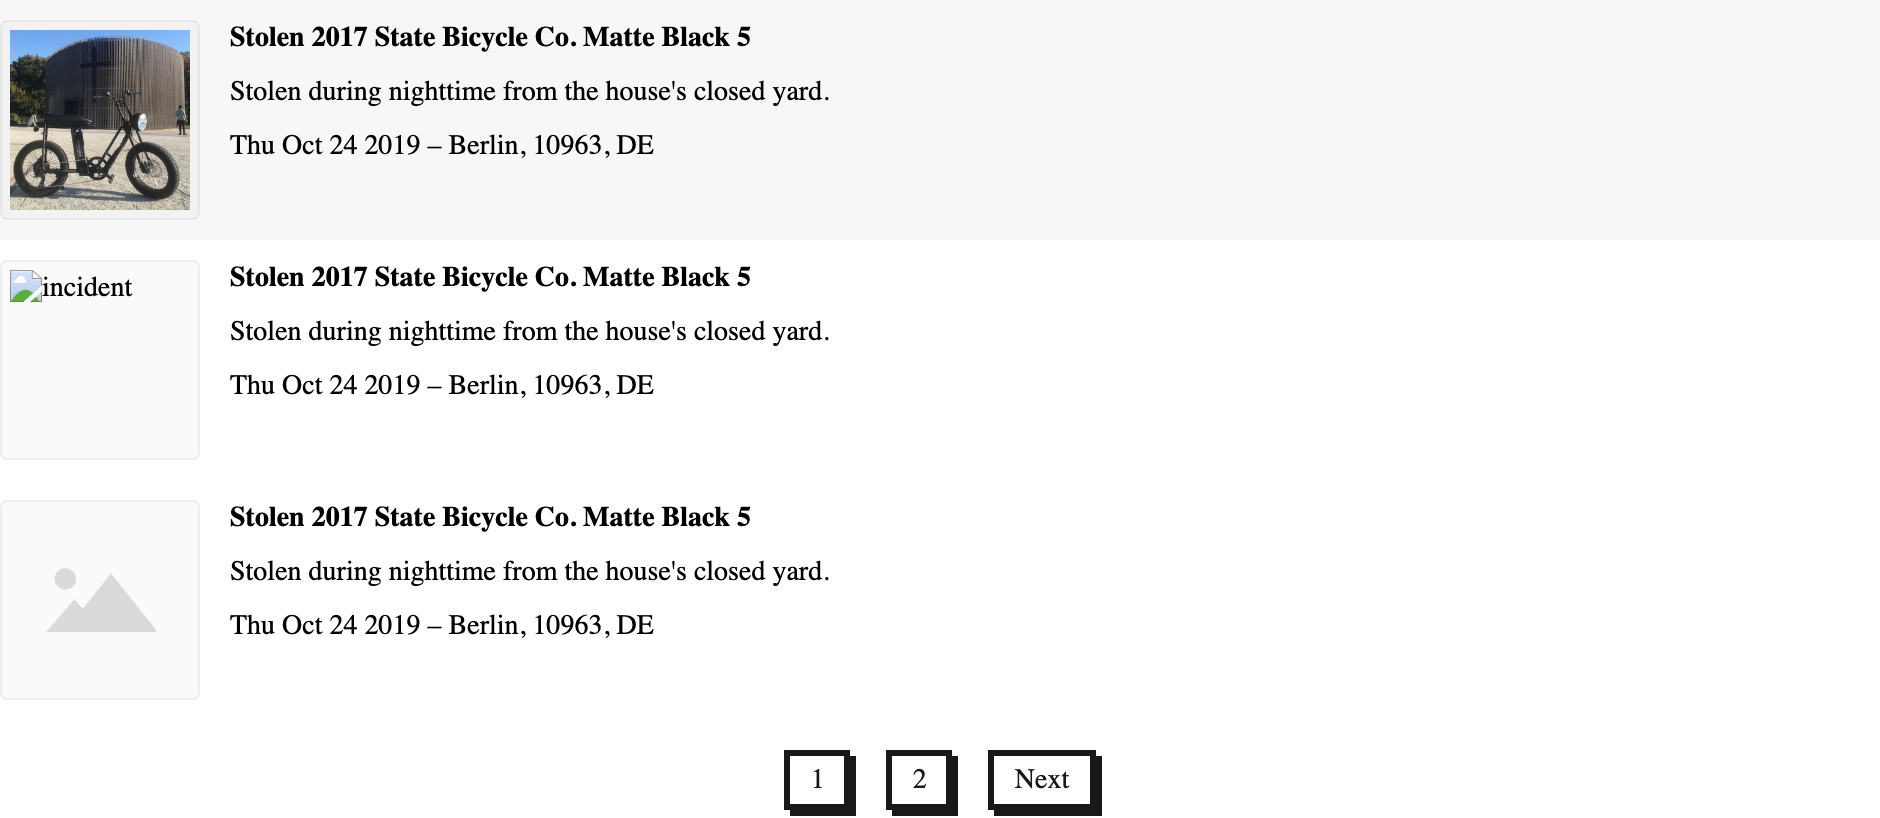 Stolen 2017 State Bicycle Co. Matte Black 5
Stolen during nighttime from the house's closed yard.
Thu Oct 24 2019 – Berlin, 10963, DE
incident
Stolen 2017 State Bicycle Co. Matte Black 5
Stolen during nighttime from the house's closed yard.
Thu Oct 24 2019 – Berlin, 10963, DE
Stolen 2017 State Bicycle Co. Matte Black 5
Stolen during nighttime from the house's closed yard.
Thu Oct 24 2019 – Berlin, 10963, DE
1 2 Next